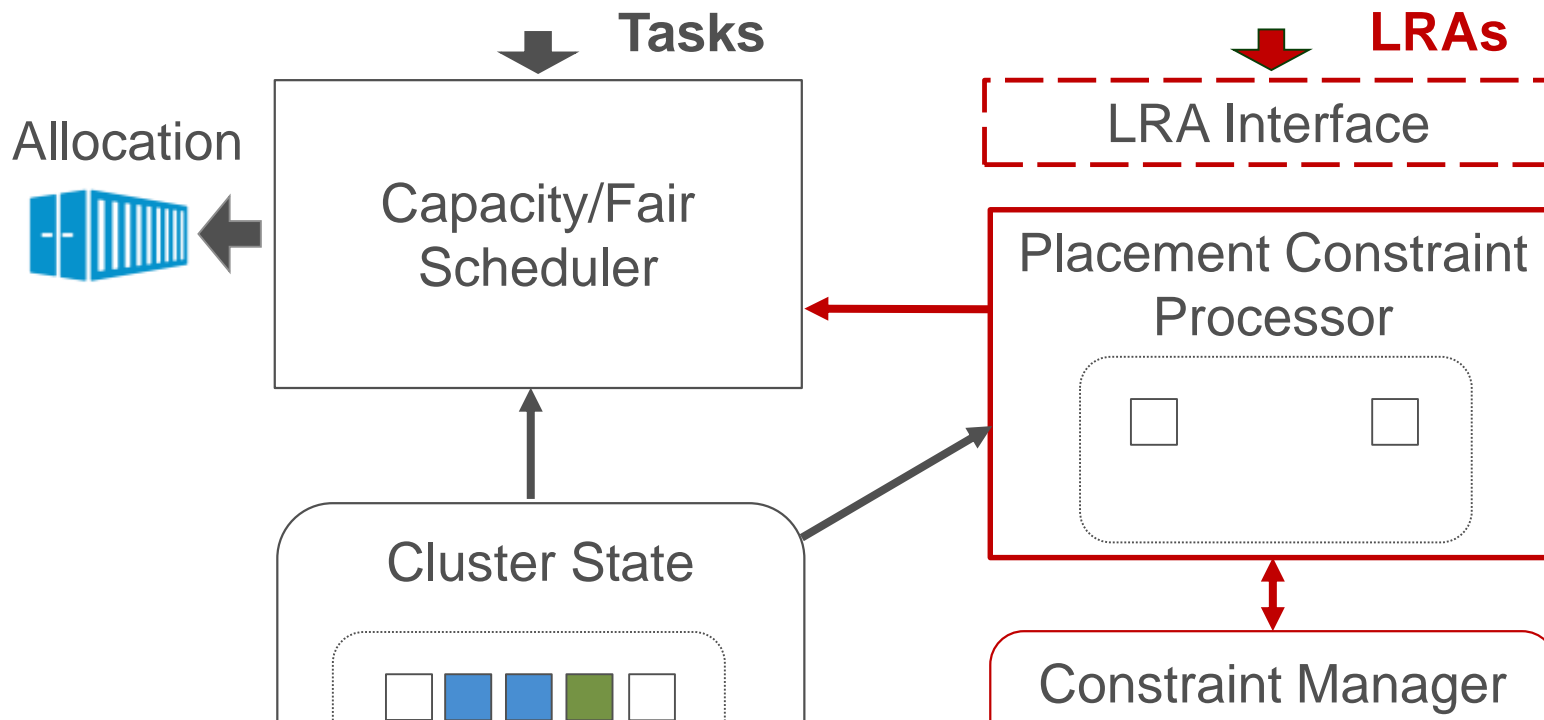 Tasks
LRAs
Allocation
LRA Interface
Capacity/Fair
Scheduler
Placement Constraint
Processor
Cluster State
Constraint Manager